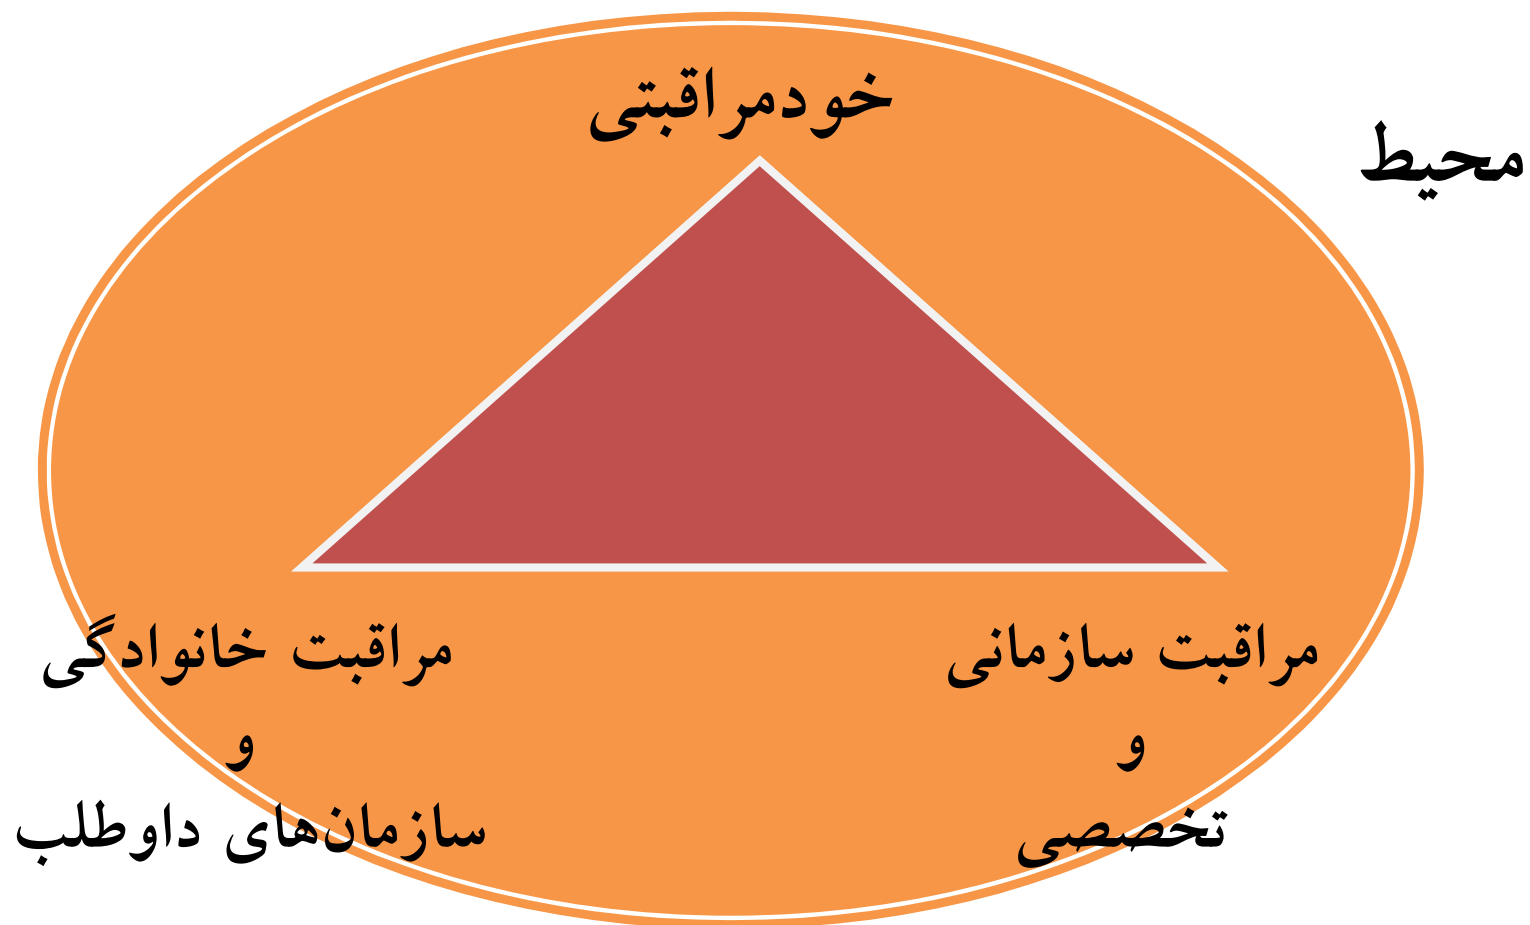 خودمراقبتی
محیط
مراقبت سازمانی
و
تخصصی
مراقبت خانوادگی
و
سازمان‌های داوطلب